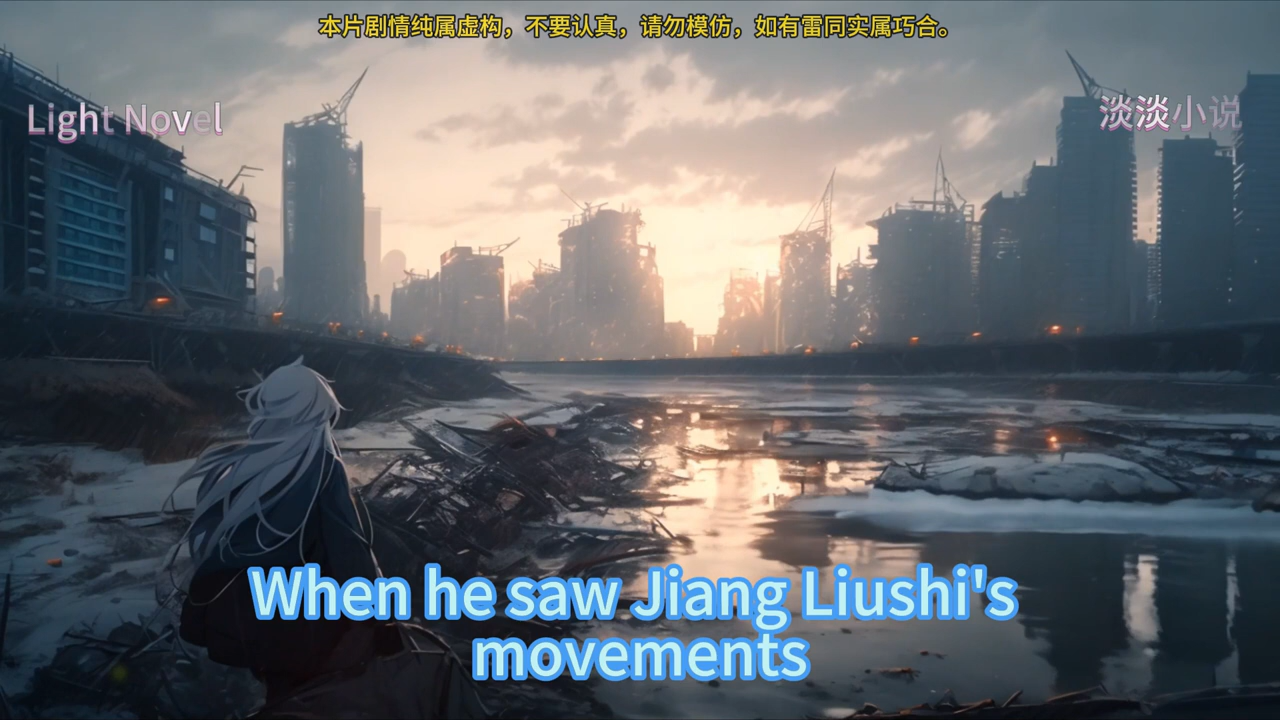 本片剧情纯属虚构，不要认真，请勿模仿，如有雷同实属巧合。
Light Novel
淡淡小说
When he saw Jiang Liushi's
movements